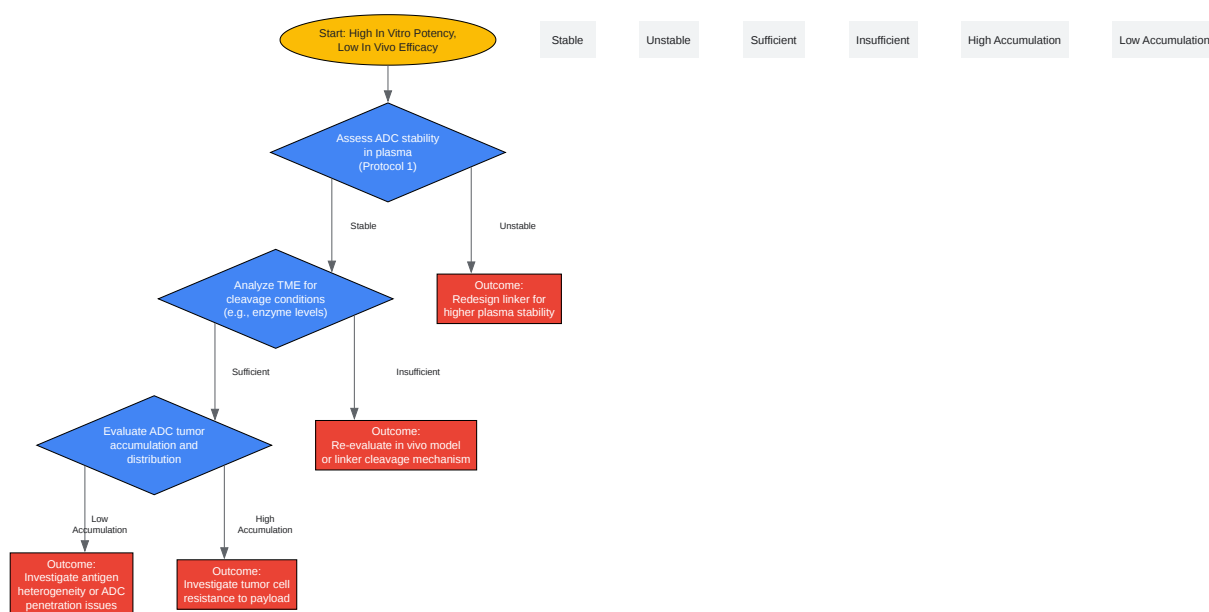 Start: High In Vitro Potency,
Low In Vivo Efficacy
Stable
Unstable
Sufficient
Insufficient
High Accumulation
Low Accumulation
Assess ADC stability
in plasma
(Protocol 1)
Stable
Unstable
Analyze TME for
cleavage conditions
(e.g., enzyme levels)
Outcome:
Redesign linker for
higher plasma stability
Sufficient
Insufficient
Evaluate ADC tumor
accumulation and
distribution
Outcome:
Re-evaluate in vivo model
or linker cleavage mechanism
Low
Accumulation
High
Accumulation
Outcome:
Investigate antigen
heterogeneity or ADC
penetration issues
Outcome:
Investigate tumor cell
resistance to payload